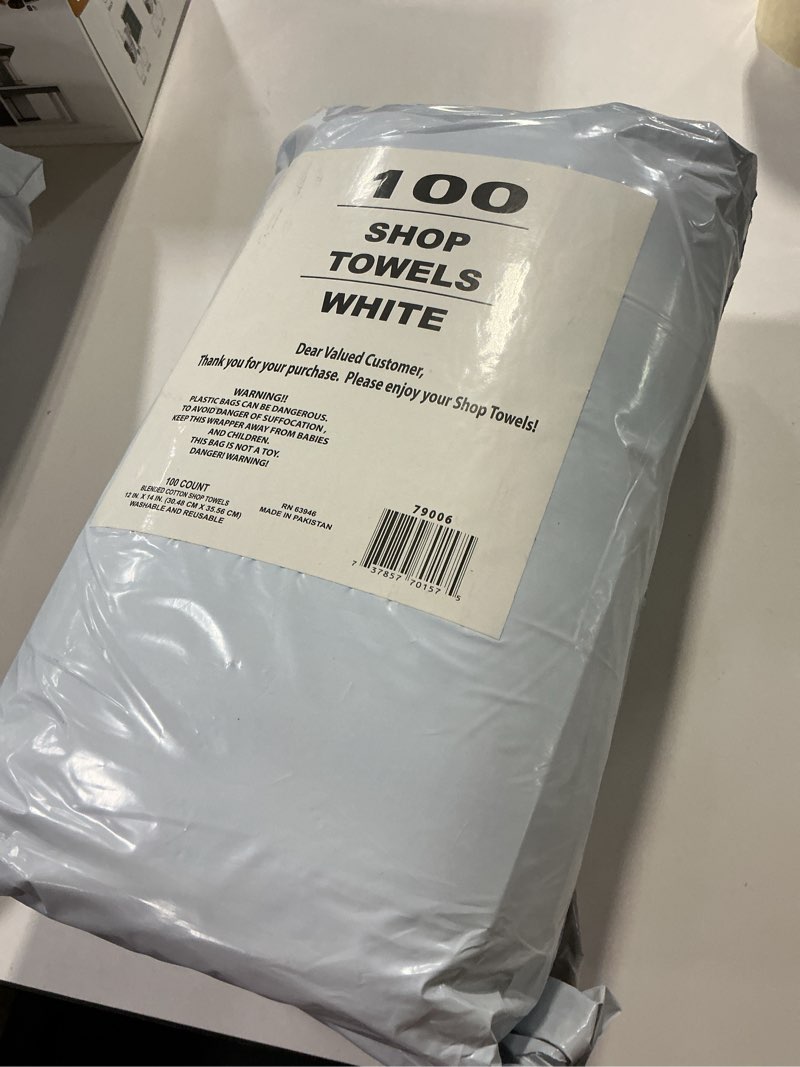 100
SHOP
TOWELS
WHITE
Dear Valued Customer,
Thank you for your purchase. Please enjoy your Shop Towels!
WARNING!!
PLASTIC BAGS CAN BE DANGEROUS.
TO AVOID DANGER OF SUFFOCATION,
KEEP THIS WRAPPER AWAY FROM BABIES
AND CHILDREN.
THIS BAG IS NOT A TOY.
DANGER! WARNING!
100 COUNT
BLENDED COTTON SHOP TOWELS
12 IN. X 14 IN. (30.48 CM X 35.56 CM)
WASHABLE AND REUSABLE
RN 63946
MADE IN PAKISTAN
79006
7 37857 70157 5